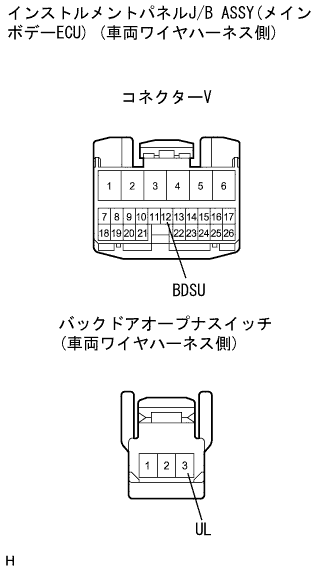 インストルメントパネルJ/B ASSY(メイン
ボデーECU) (車両ワイヤハーネス側)
コネクターV
1 2 3 4 5 6
7 8 9 10 11 12 13 14 15 16 17
18 19 20 21 22 23 24 25 26
BDSU
バックドアオープナスイッチ
(車両ワイヤハーネス側)
1 2 3
UL
H